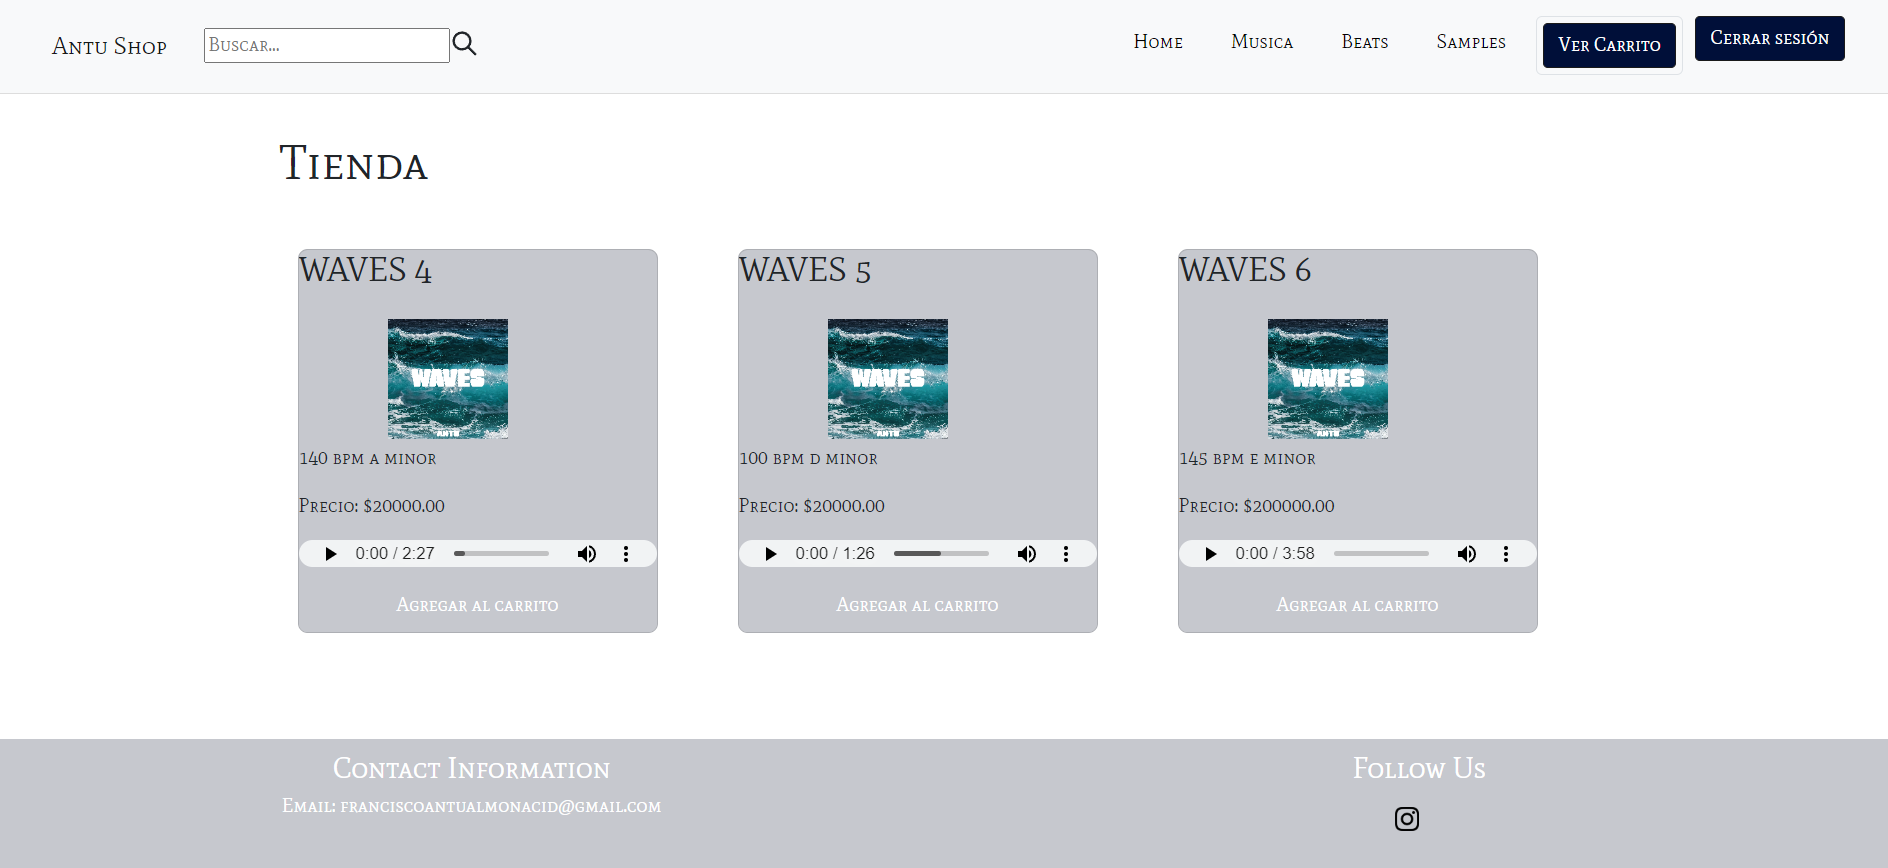 Antu Shop
Buscar...
Home
Musica
Beats
Samples
Ver Carrito
Cerrar sesión
Tienda
WAVES 4
WAVES
ANTU
140 bpm a minor
Precio: $20000.00
0:00 / 2:27
Agregar al carrito
WAVES 5
WAVES
ANTU
100 bpm d minor
Precio: $20000.00
0:00 / 1:26
Agregar al carrito
WAVES 6
WAVES
ANTU
145 bpm e minor
Precio: $200000.00
0:00 / 3:58
Agregar al carrito
Contact Information
Email: franciscoantualmonacid@gmail.com
Follow Us